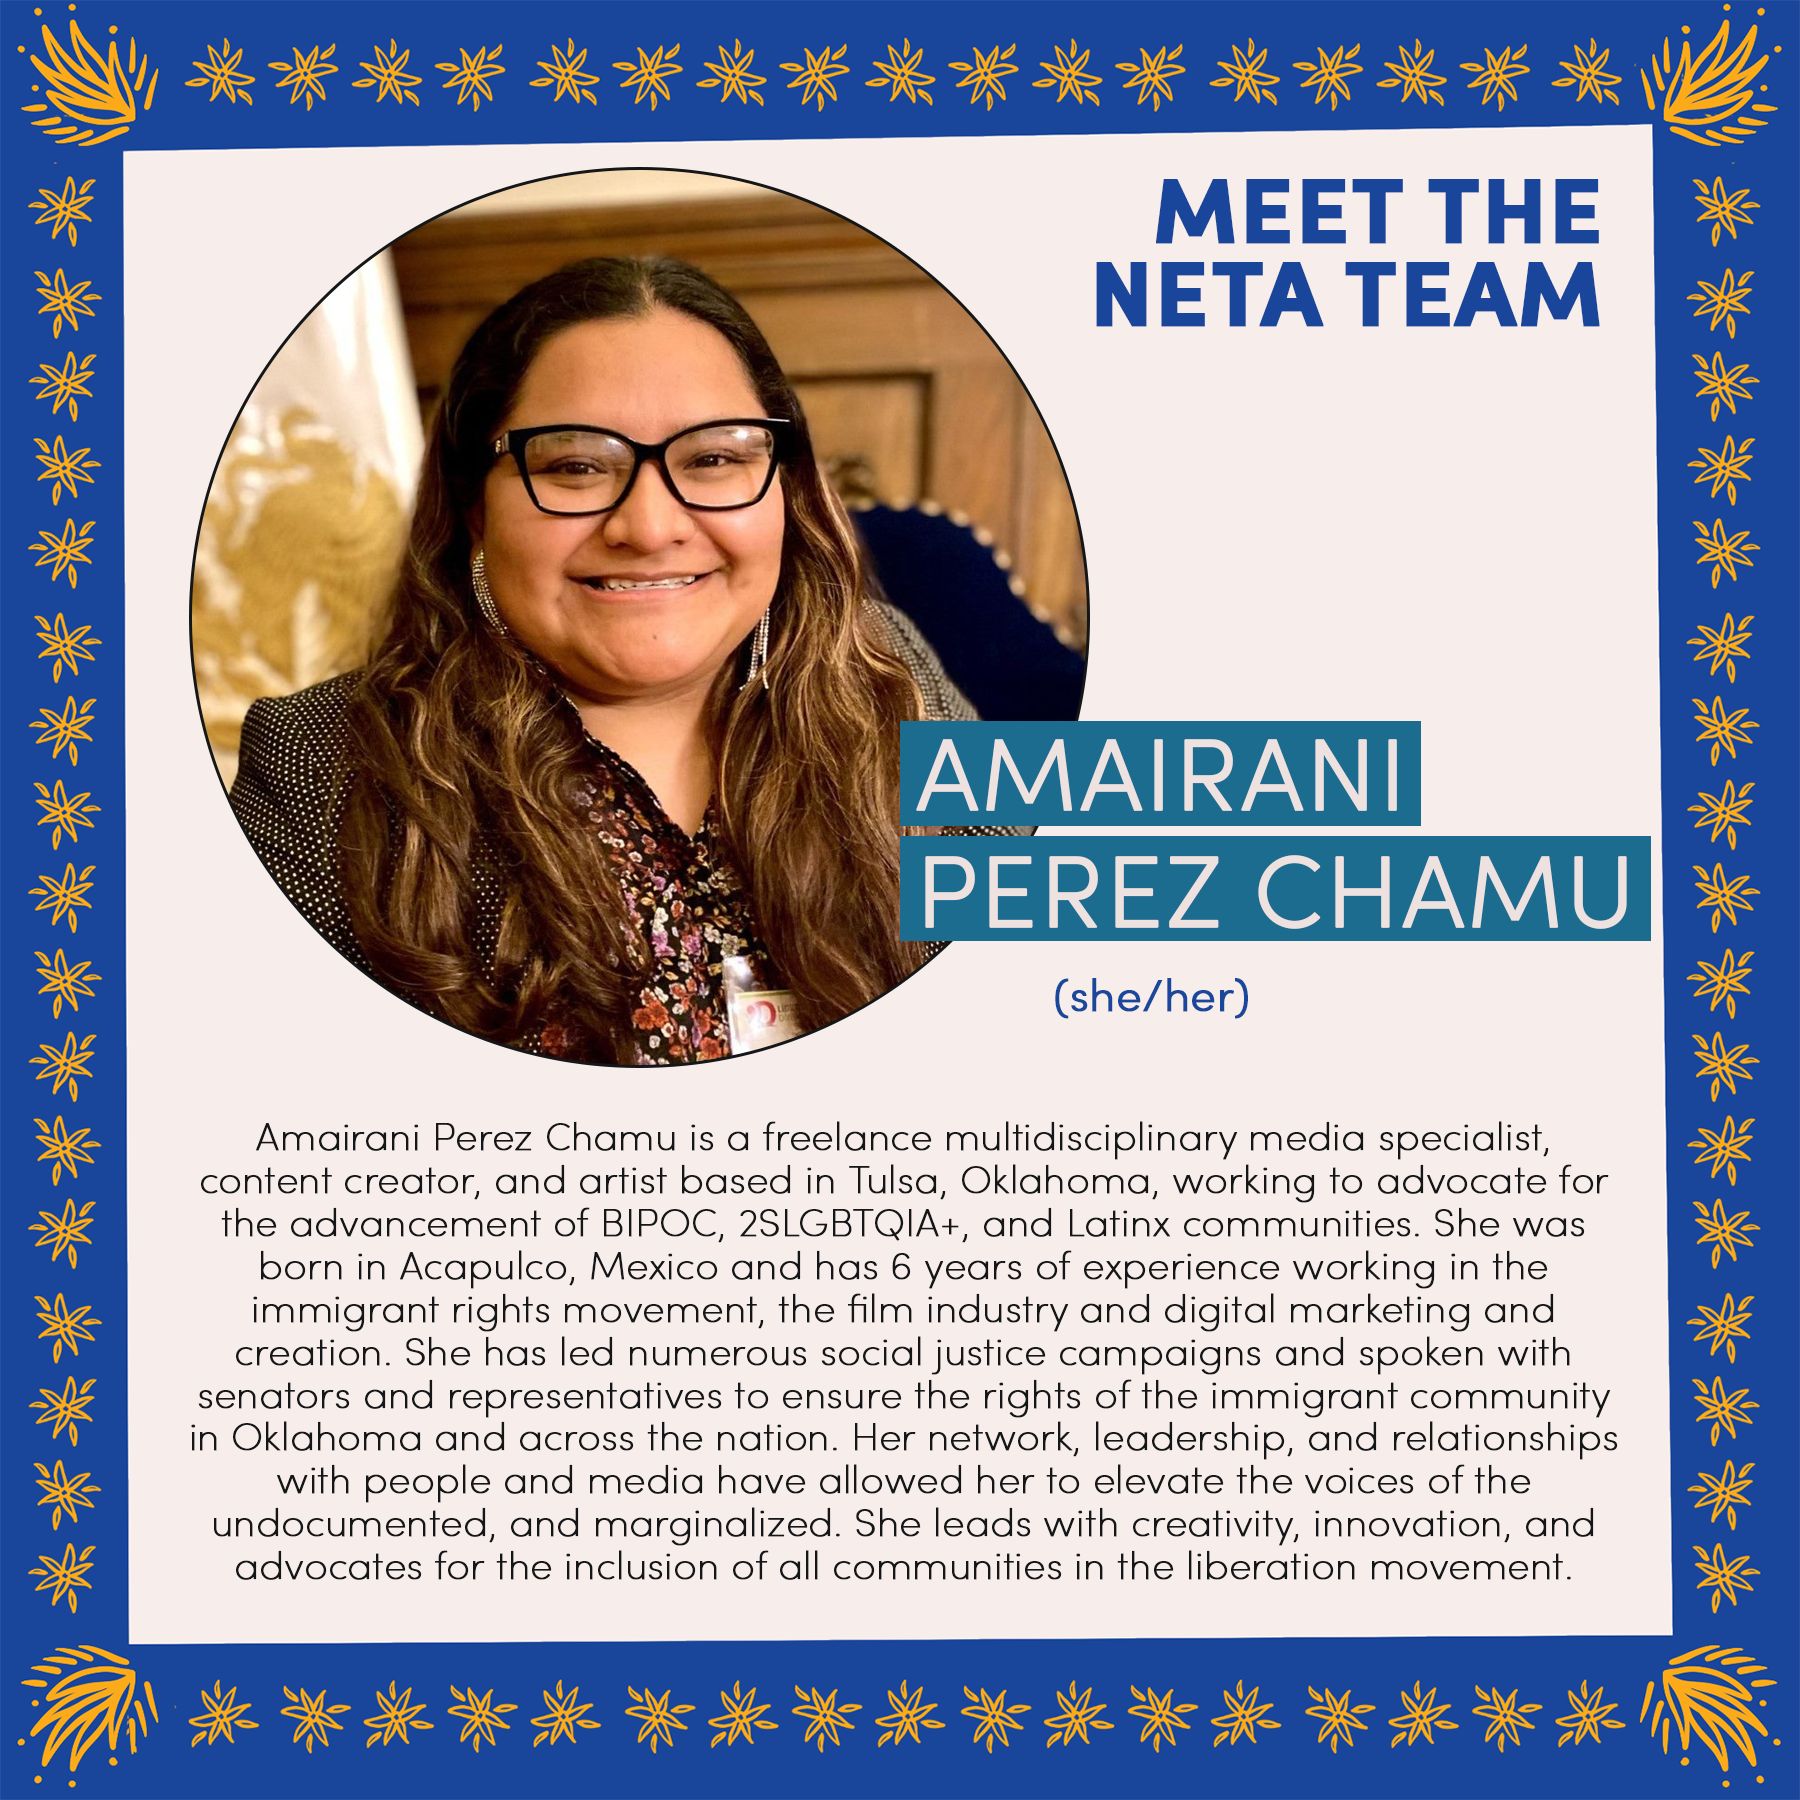 MEET THE
NETA TEAM
AMAIRANI
PEREZ CHAMU
(she/her)
Amairani Perez Chamu is a freelance multidisciplinary media specialist,
content creator, and artist based in Tulsa, Oklahoma, working to advocate for
the advancement of BIPOC, 2SLGBTQIA+, and Latinx communities. She was
born in Acapulco, Mexico and has 6 years of experience working in the
immigrant rights movement, the film industry and digital marketing and
creation. She has led numerous social justice campaigns and spoken with
senators and representatives to ensure the rights of the immigrant community
in Oklahoma and across the nation. Her network, leadership, and relationships
with people and media have allowed her to elevate the voices of the
undocumented, and marginalized. She leads with creativity, innovation, and
advocates for the inclusion of all communities in the liberation movement.